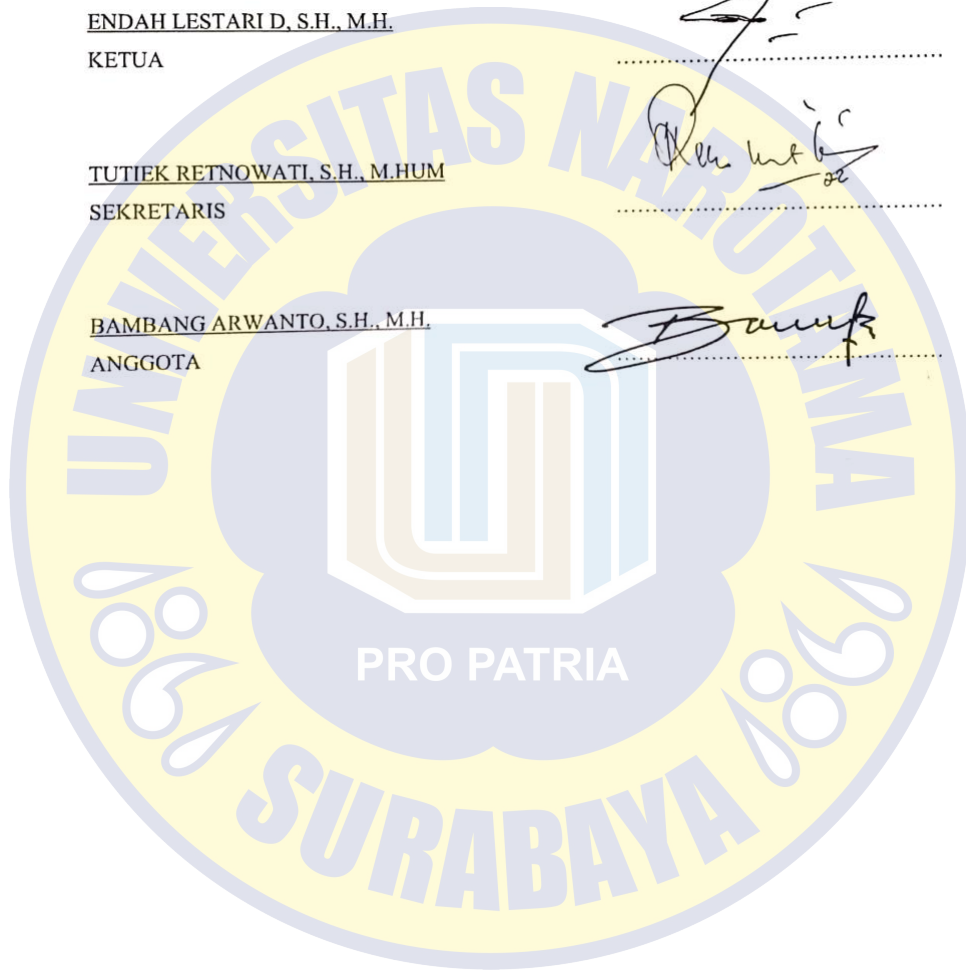 ENDAH LESTARI D, S.H., M.H.
KETUA
TUTIEK RETNOWATI, S.H., M.HUM
SEKRETARIS
BAMBANG ARWANTO, S.H., M.H.
ANGGOTA
UNIVERSITAS NAROTAMA
PRO PATRIA
SURABAYA